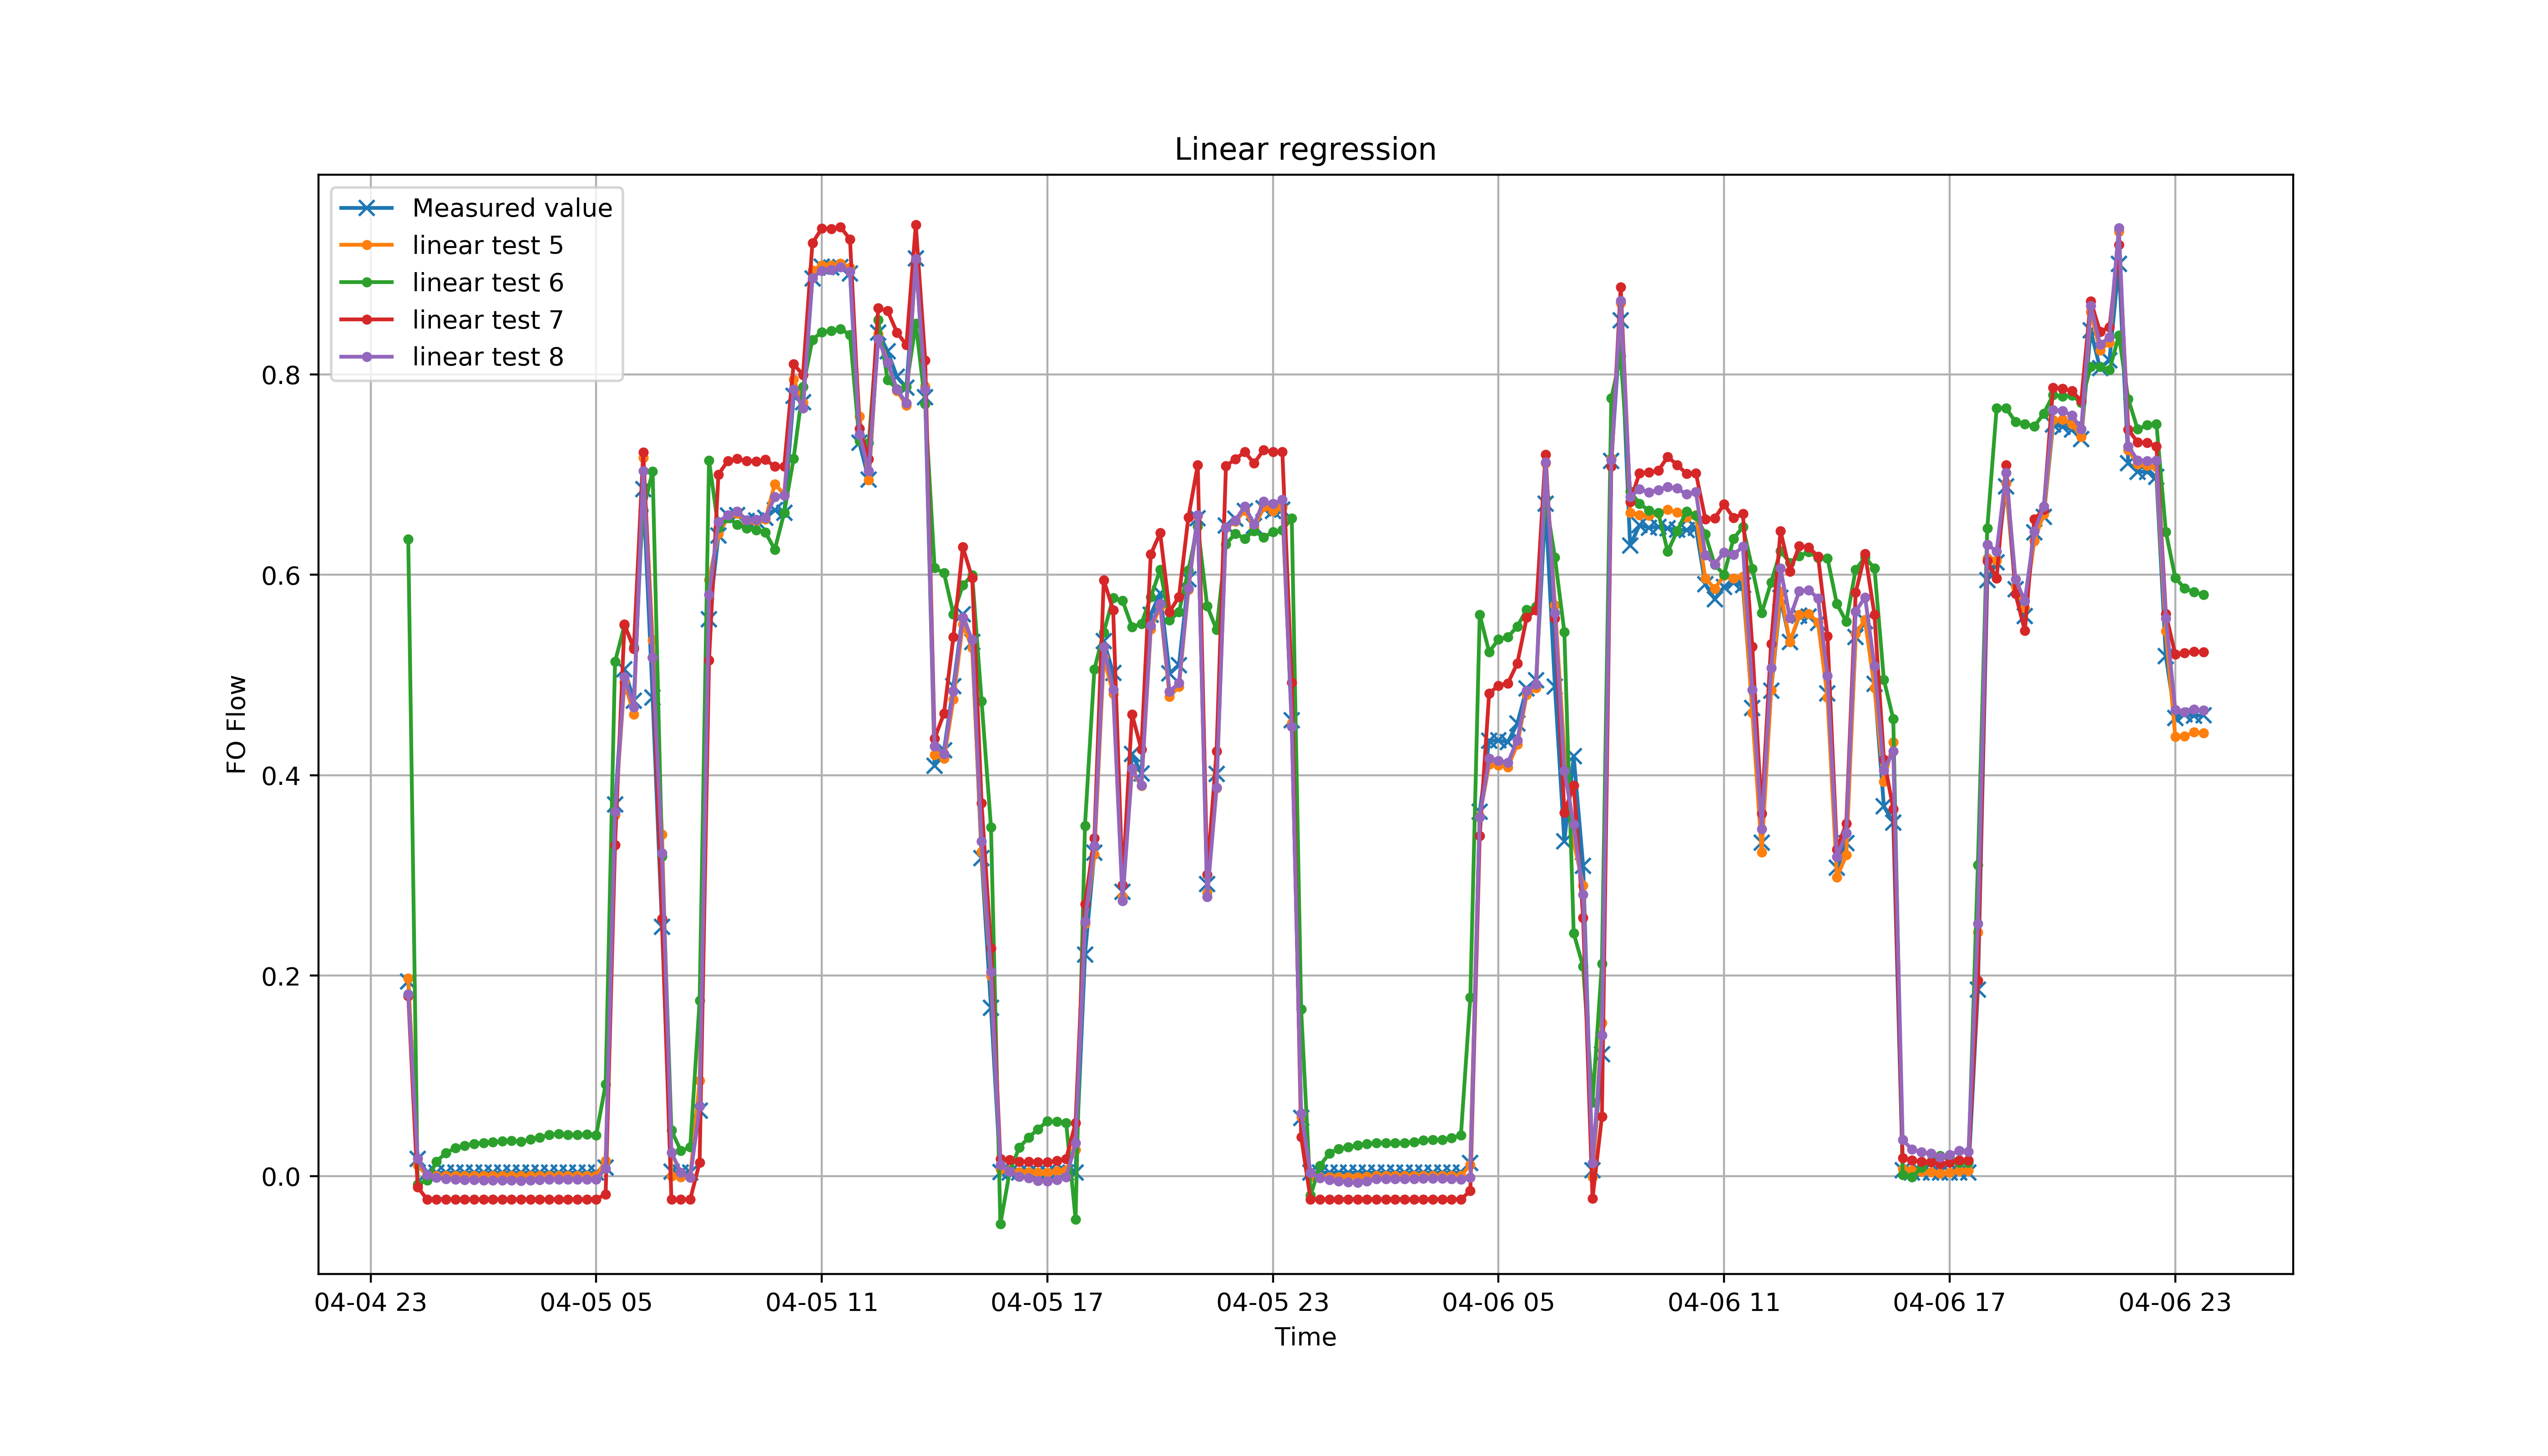 Linear regression
Measured value
linear test 5
linear test 6
linear test 7
linear test 8
0.8
0.6
0.4
0.2
0.0
FO Flow
04-04 23 04-05 05 04-05 11 04-05 17 04-05 23 04-06 05 04-06 11 04-06 17 04-06 23
Time